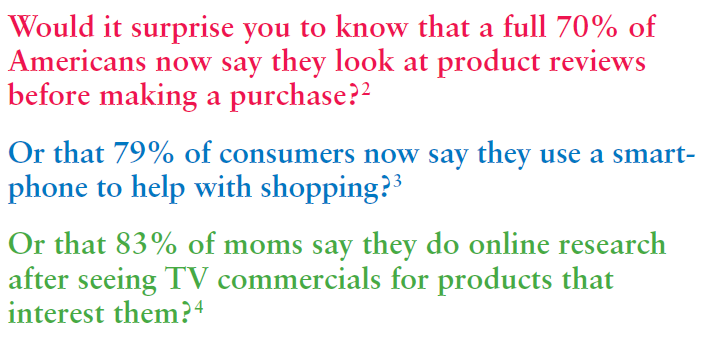 Would it surprise you to know that a full 70% of
Americans now say they look at product reviews
before making a purchase?²
Or that 79% of consumers now say they use a smart-
phone to help with shopping?³
Or that 83% of moms say they do online research
after seeing TV commercials for products that
interest them?⁴